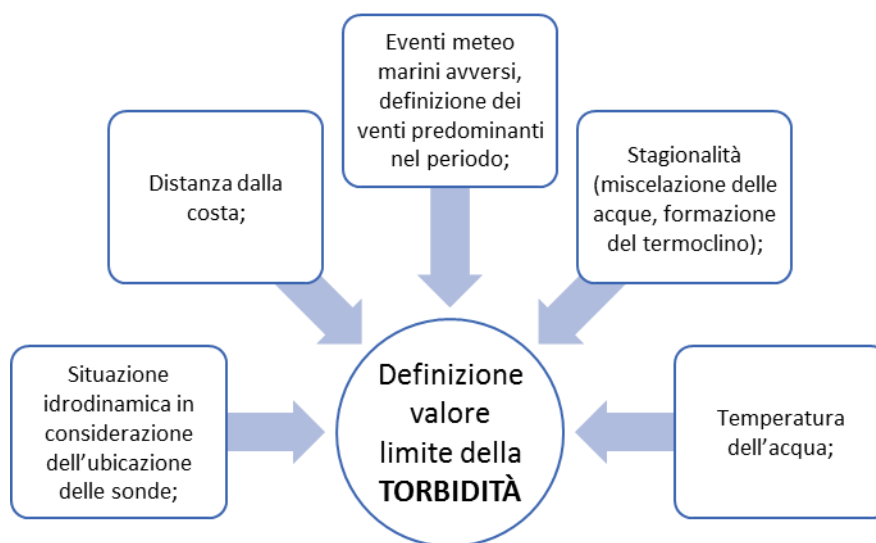 Situazione
idrodinamica in
considerazione
dell'ubicazione
delle sonde;
Distanza dalla
costa;
Eventi meteo
marini avversi,
definizione dei
venti predominanti
nel periodo;
Stagionalità
(miscelazione delle
acque, formazione
del termoclino);
Temperatura
dell'acqua;
Definizione
valore
limite della
TORBIDITÀ